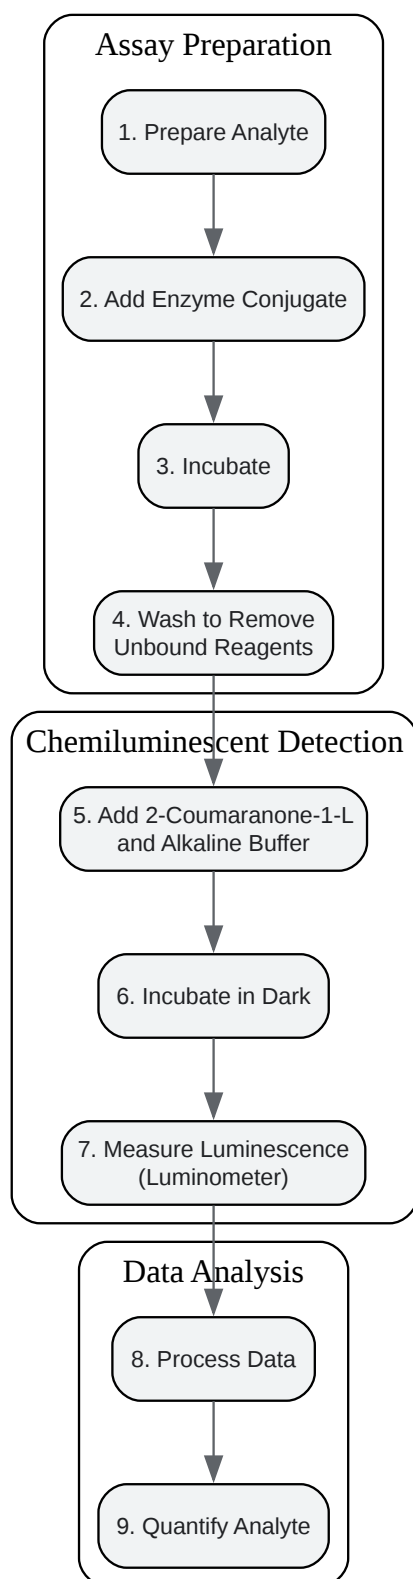 Assay Preparation
1. Prepare Analyte
2. Add Enzyme Conjugate
3. Incubate
4. Wash to Remove
Unbound Reagents
Chemiluminescent Detection
5. Add 2-Coumaranone-1-L
and Alkaline Buffer
6. Incubate in Dark
7. Measure Luminescence
(Luminometer)
Data Analysis
8. Process Data
9. Quantify Analyte